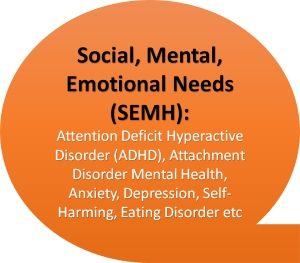 Social, Mental,
Emotional Needs
(SEMH):
Attention Deficit Hyperactive
Disorder (ADHD), Attachment
Disorder Mental Health,
Anxiety, Depression, Self-
Harming, Eating Disorder etc